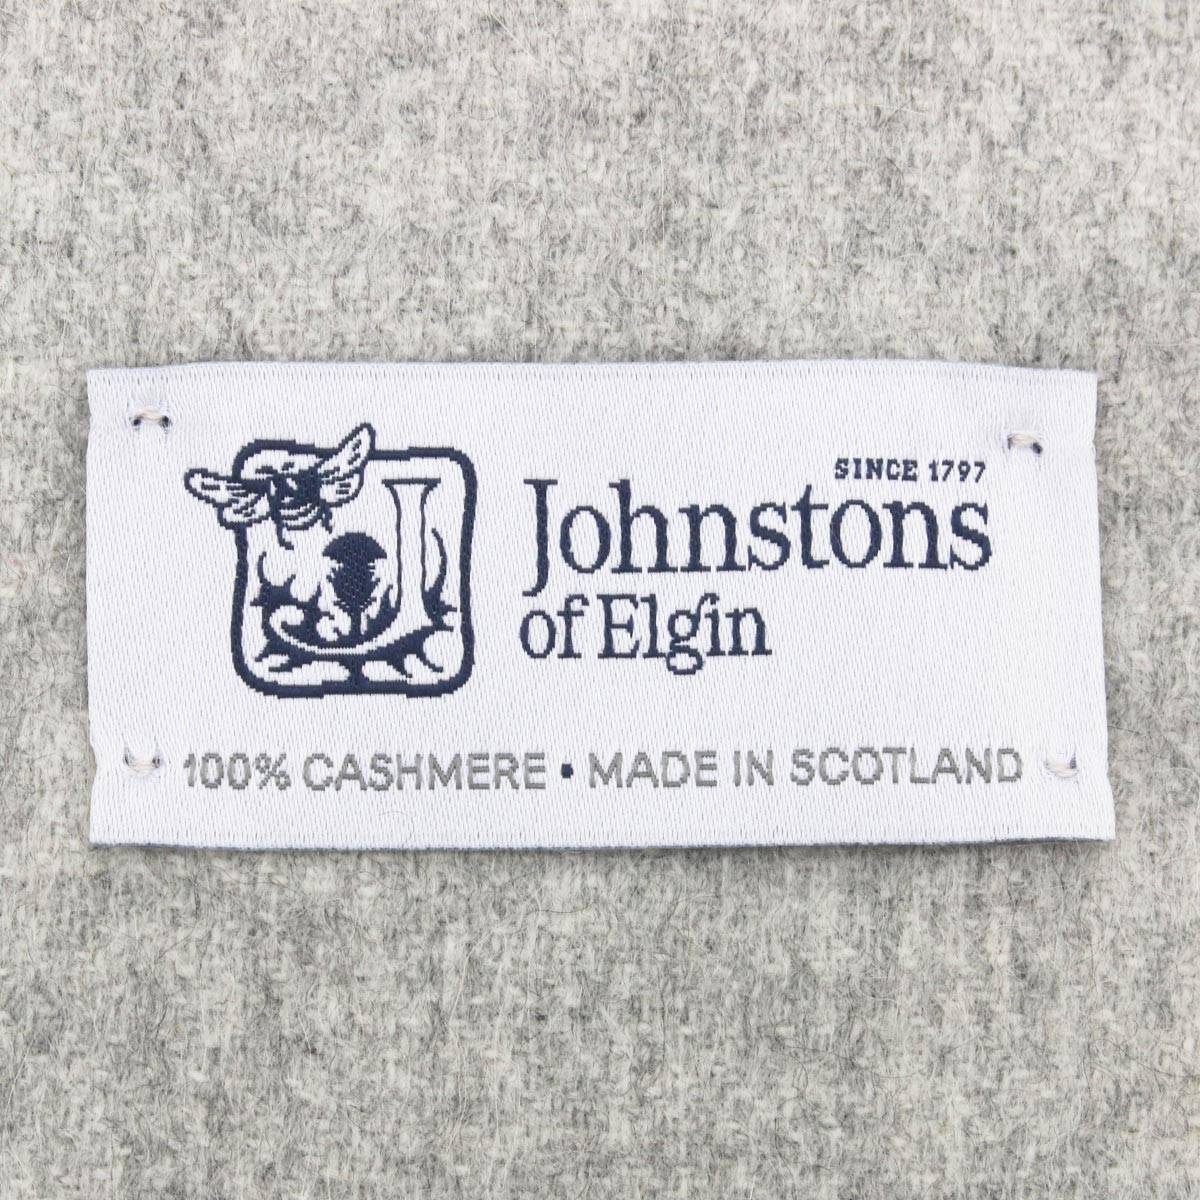 SINCE 1797
Johnstons
of Elgin
100% CASHMERE • MADE IN SCOTLAND